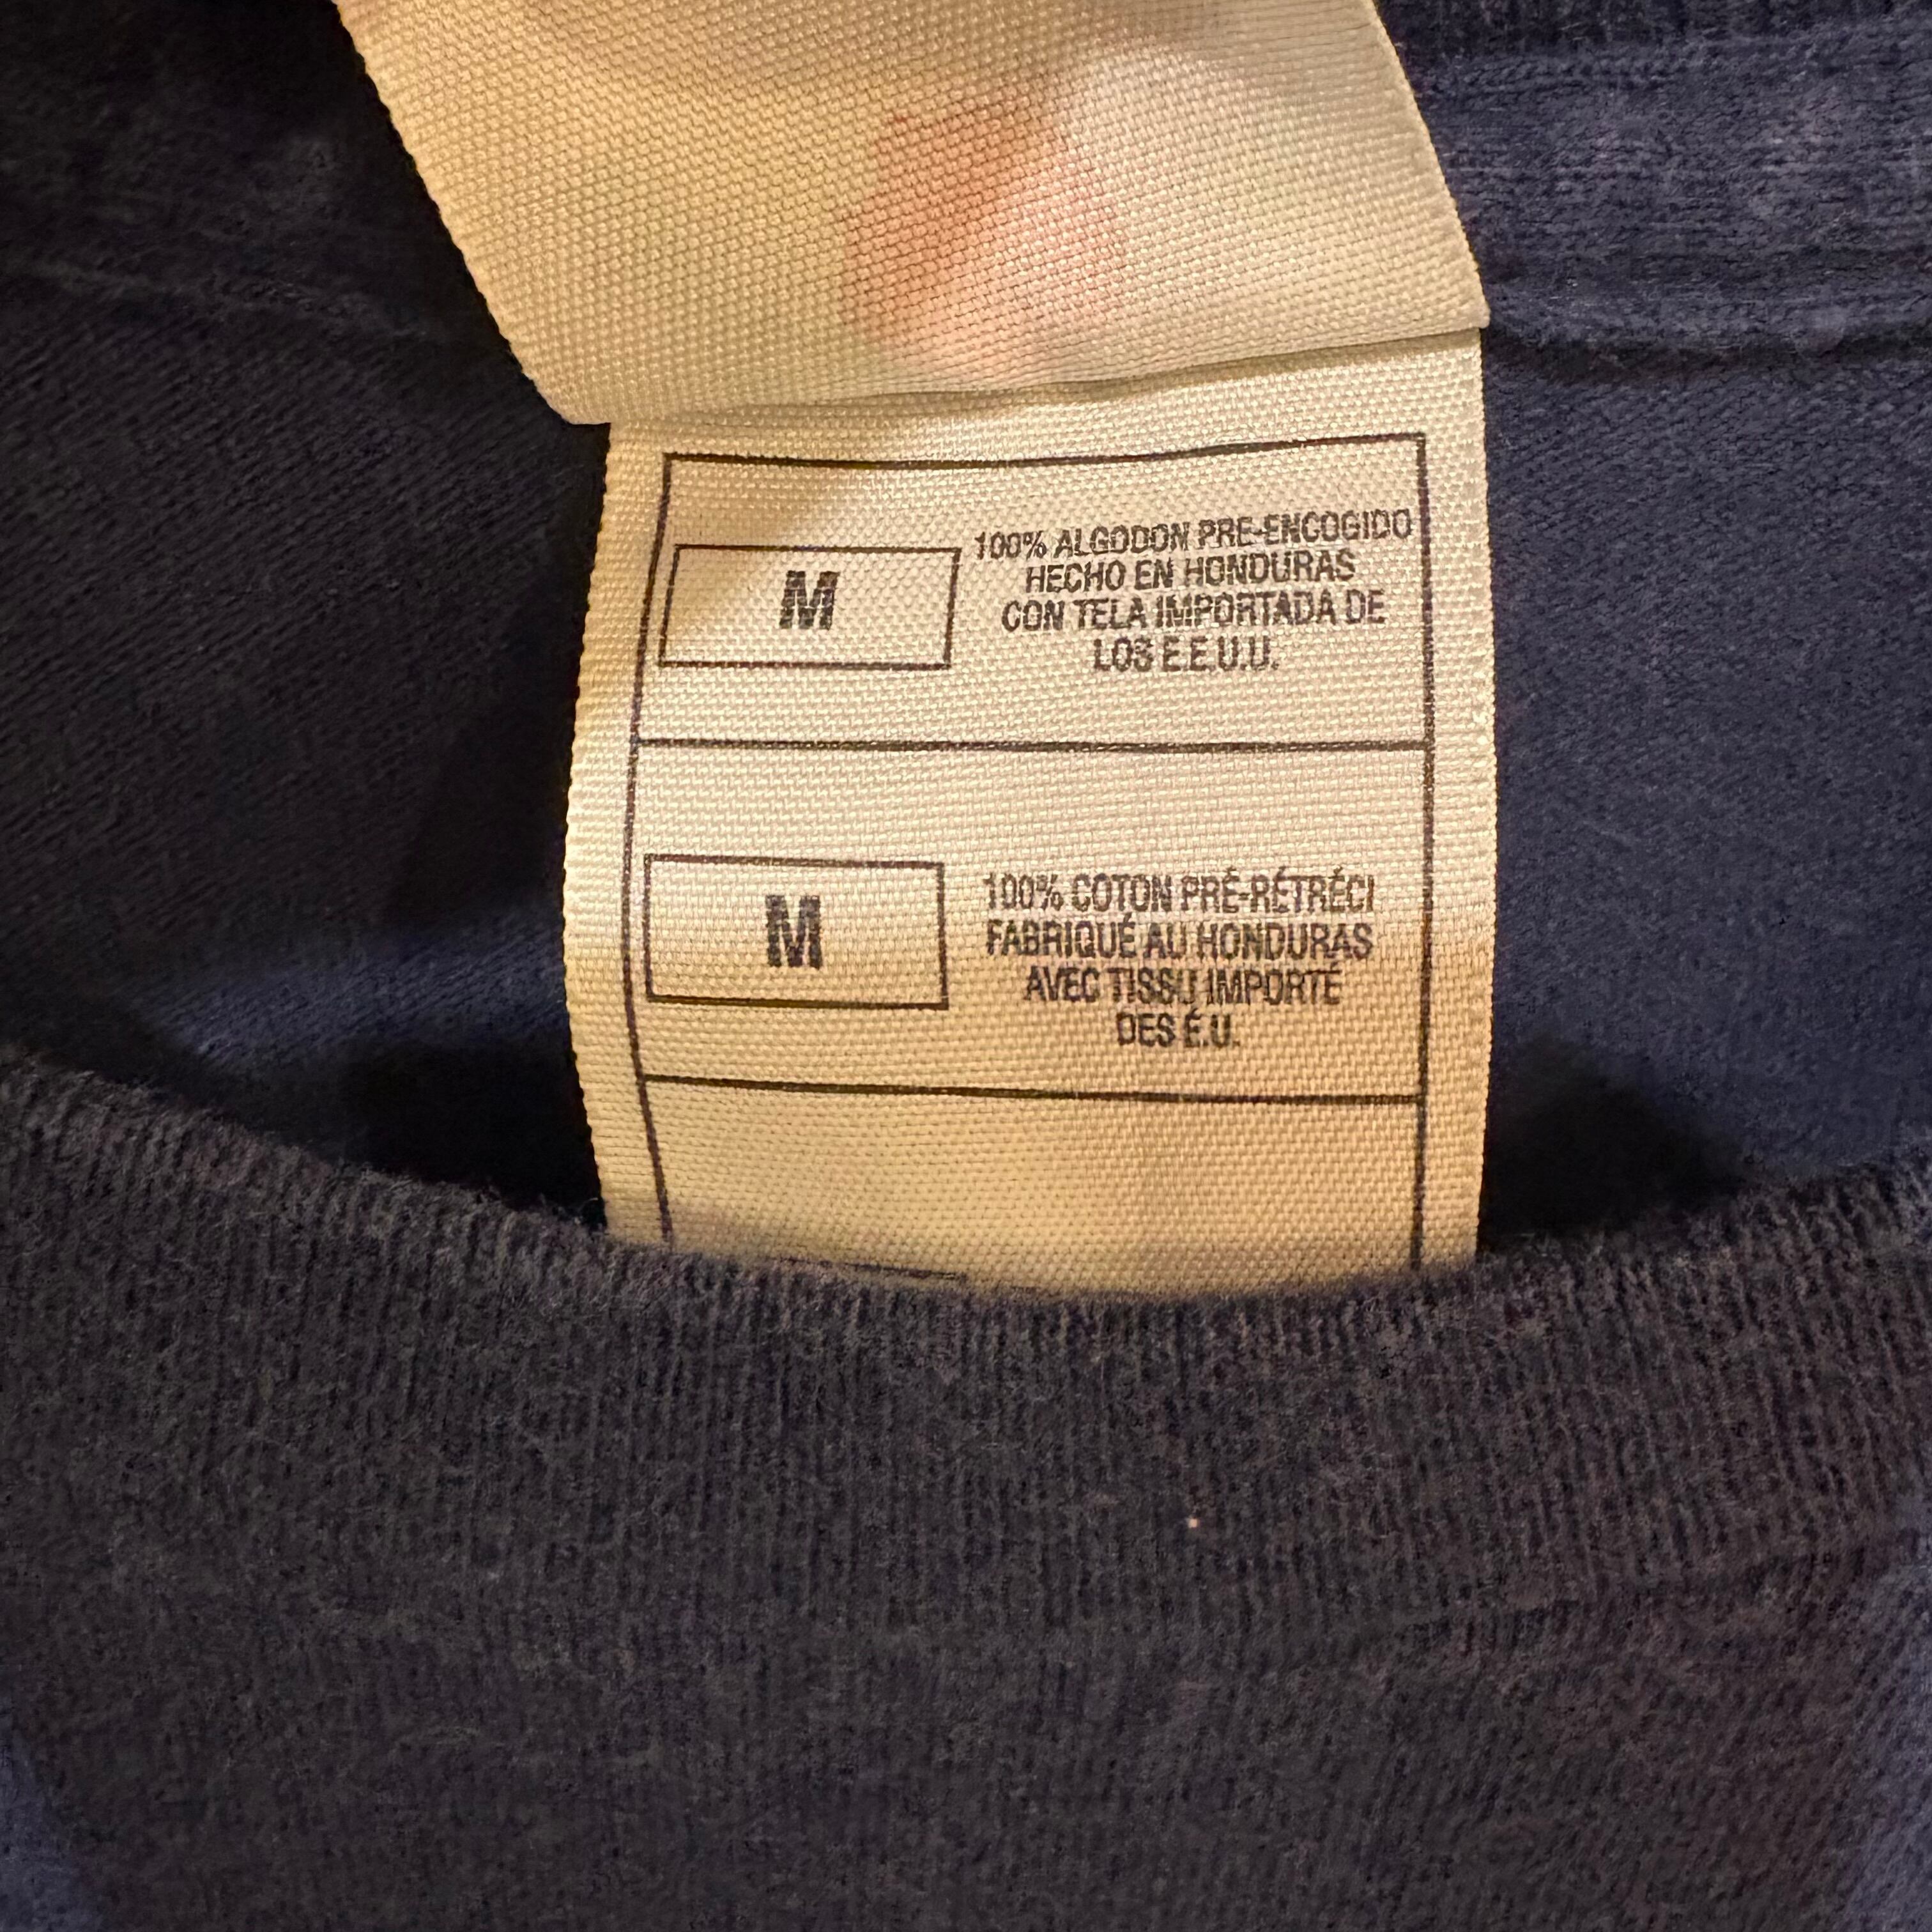 M
100% ALGODON PRE-ENCOGIDO
HECHO EN HONDURAS
CON TELA IMPORTADA DE
LOS E.E.U.U.
M
100% COTON PRÉ-RÉTRÉCI
FABRIQUÉ AU HONDURAS
AVEC TISSU IMPORTÉ
DES É.U.